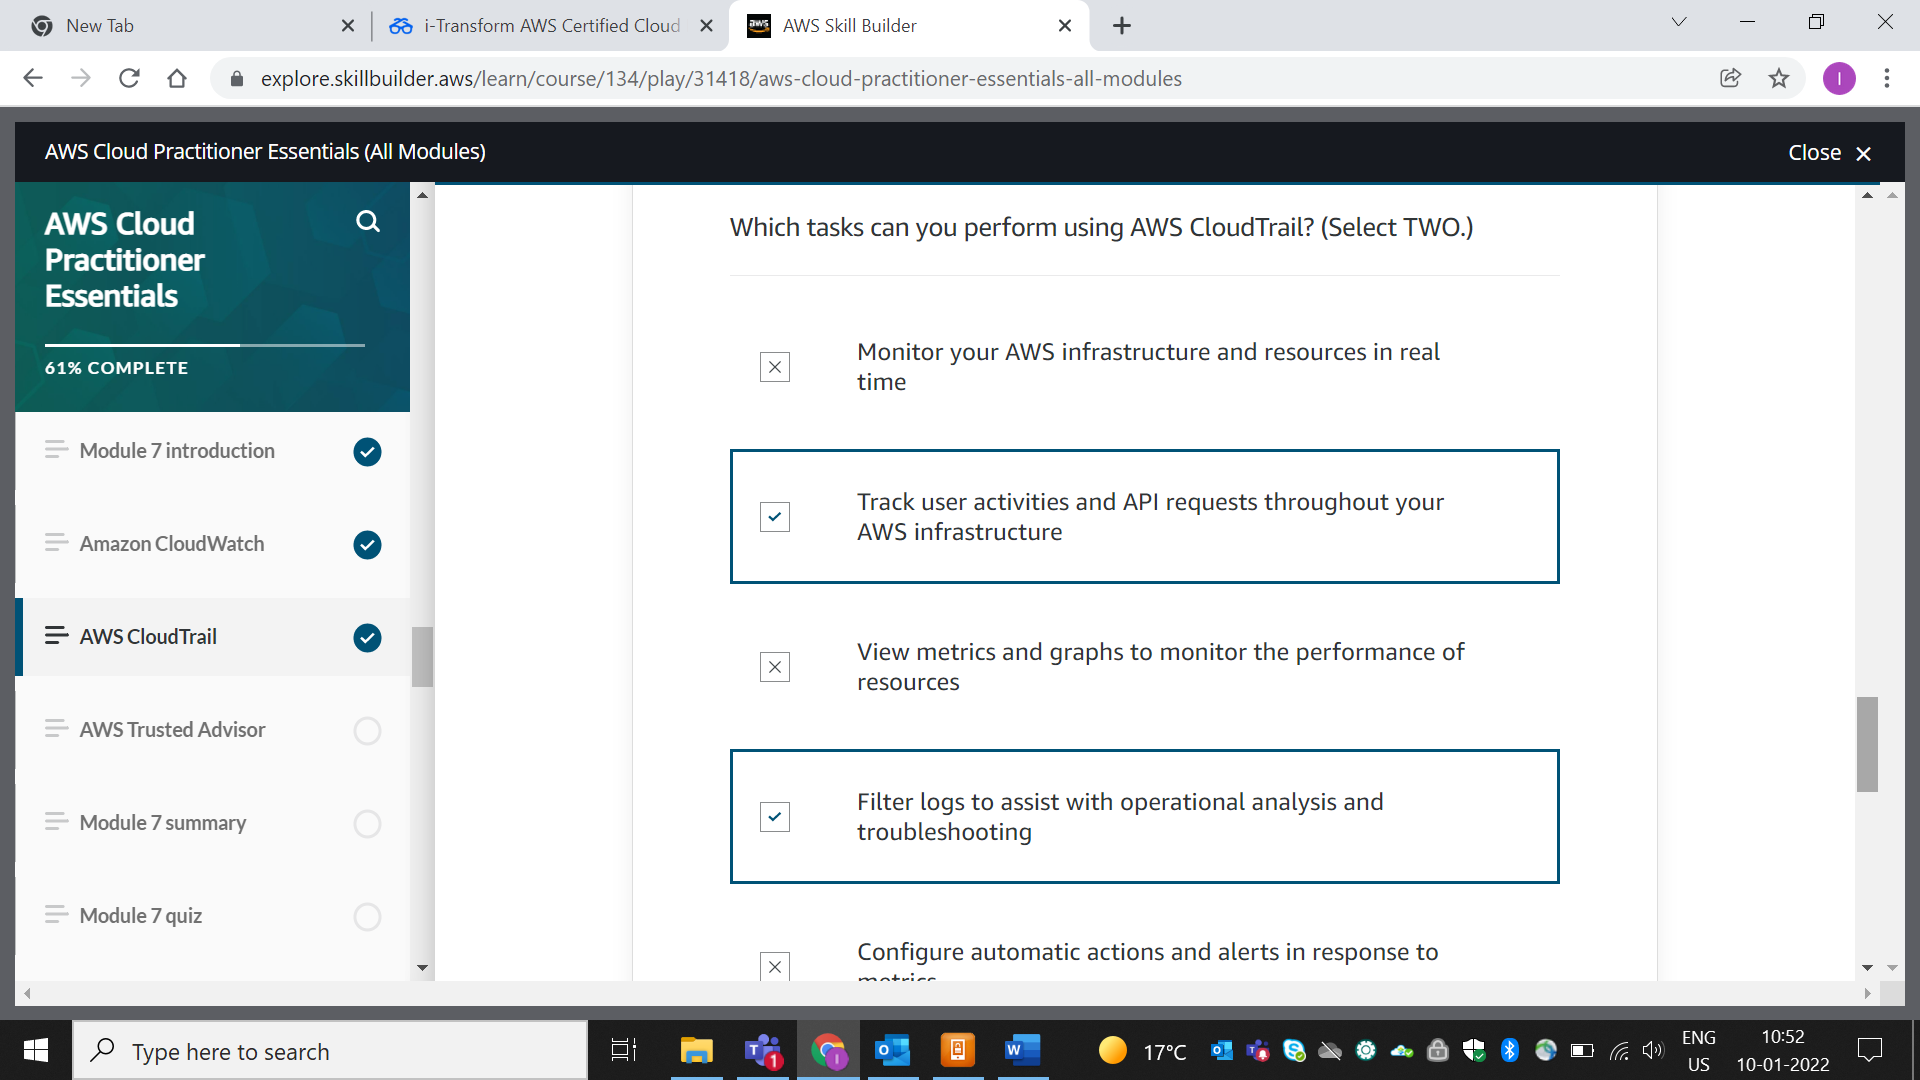 New Tab
i-Transform AWS Certified Cloud
aws
AWS Skill Builder
explore.skillbuilder.aws/learn/course/134/play/31418/aws-cloud-practitioner-essentials-all-modules
I
AWS Cloud Practitioner Essentials (All Modules)
Close
AWS Cloud
Practitioner
Essentials
61% COMPLETE
Module 7 introduction
Amazon CloudWatch
AWS CloudTrail
AWS Trusted Advisor
Module 7 summary
Module 7 quiz
Which tasks can you perform using AWS CloudTrail? (Select TWO.)
Monitor your AWS infrastructure and resources in real
time
Track user activities and API requests throughout your
AWS infrastructure
View metrics and graphs to monitor the performance of
resources
Filter logs to assist with operational analysis and
troubleshooting
Configure automatic actions and alerts in response to
metrics
Type here to search
17°C
ENG
US
10:52
10-01-2022